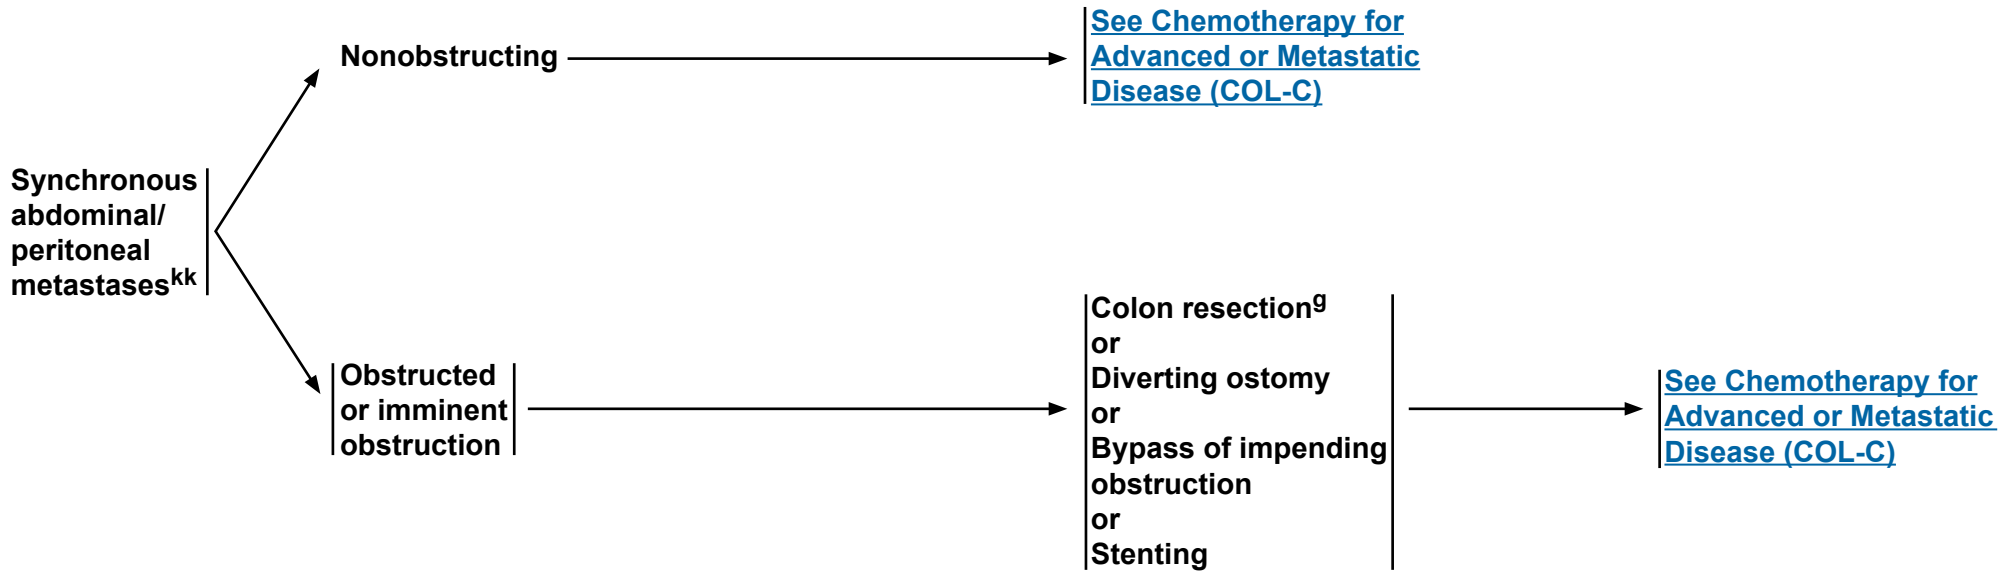 Synchronous
abdominal/
peritoneal
metastaseskk
Nonobstructing
See Chemotherapy for
Advanced or Metastatic
Disease (COL-C)
Obstructed
or imminent
obstruction
Colon resectiong
or
Diverting ostomy
or
Bypass of impending
obstruction
or
Stenting
See Chemotherapy for
Advanced or Metastatic
Disease (COL-C)